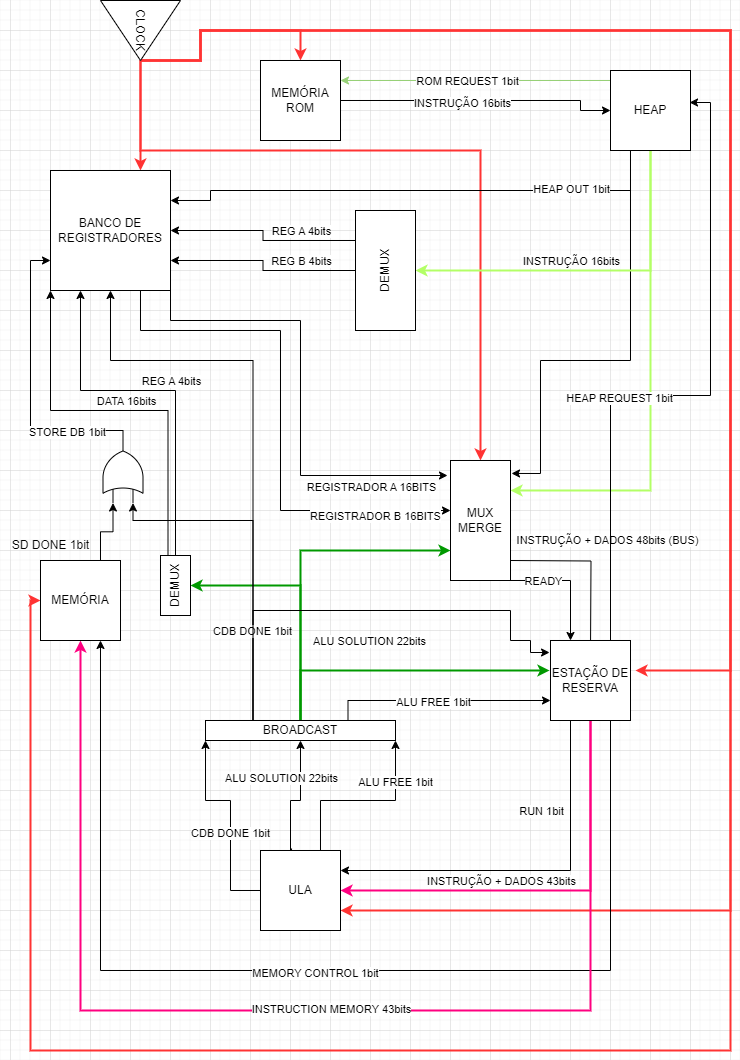 CLOCK
MEMÓRIA
ROM
ROM REQUEST 1bit
INSTRUÇÃO 16bits
HEAP
BANCO DE
REGISTRADORES
HEAP OUT 1bit
REG A 4bits
REG B 4bits
DEMUX
INSTRUÇÃO 16bits
REG A 4bits
DATA 16bits
HEAP REQUEST 1bit
STORE DB 1bit
REGISTRADOR A 16BITS
REGISTRADOR B 16BITS
MUX
MERGE
SD DONE 1bit
INSTRUÇÃO + DADOS 48bits (BUS)
MEMÓRIA
DEMUX
READY
CDB DONE 1bit
ALU SOLUTION 22bits
ESTAÇÃO DE
RESERVA
ALU FREE 1bit
BROADCAST
ALU SOLUTION 22bits
ALU FREE 1bit
RUN 1bit
CDB DONE 1bit
ULA
INSTRUÇÃO + DADOS 43bits
MEMORY CONTROL 1bit
INSTRUCTION MEMORY 43bits